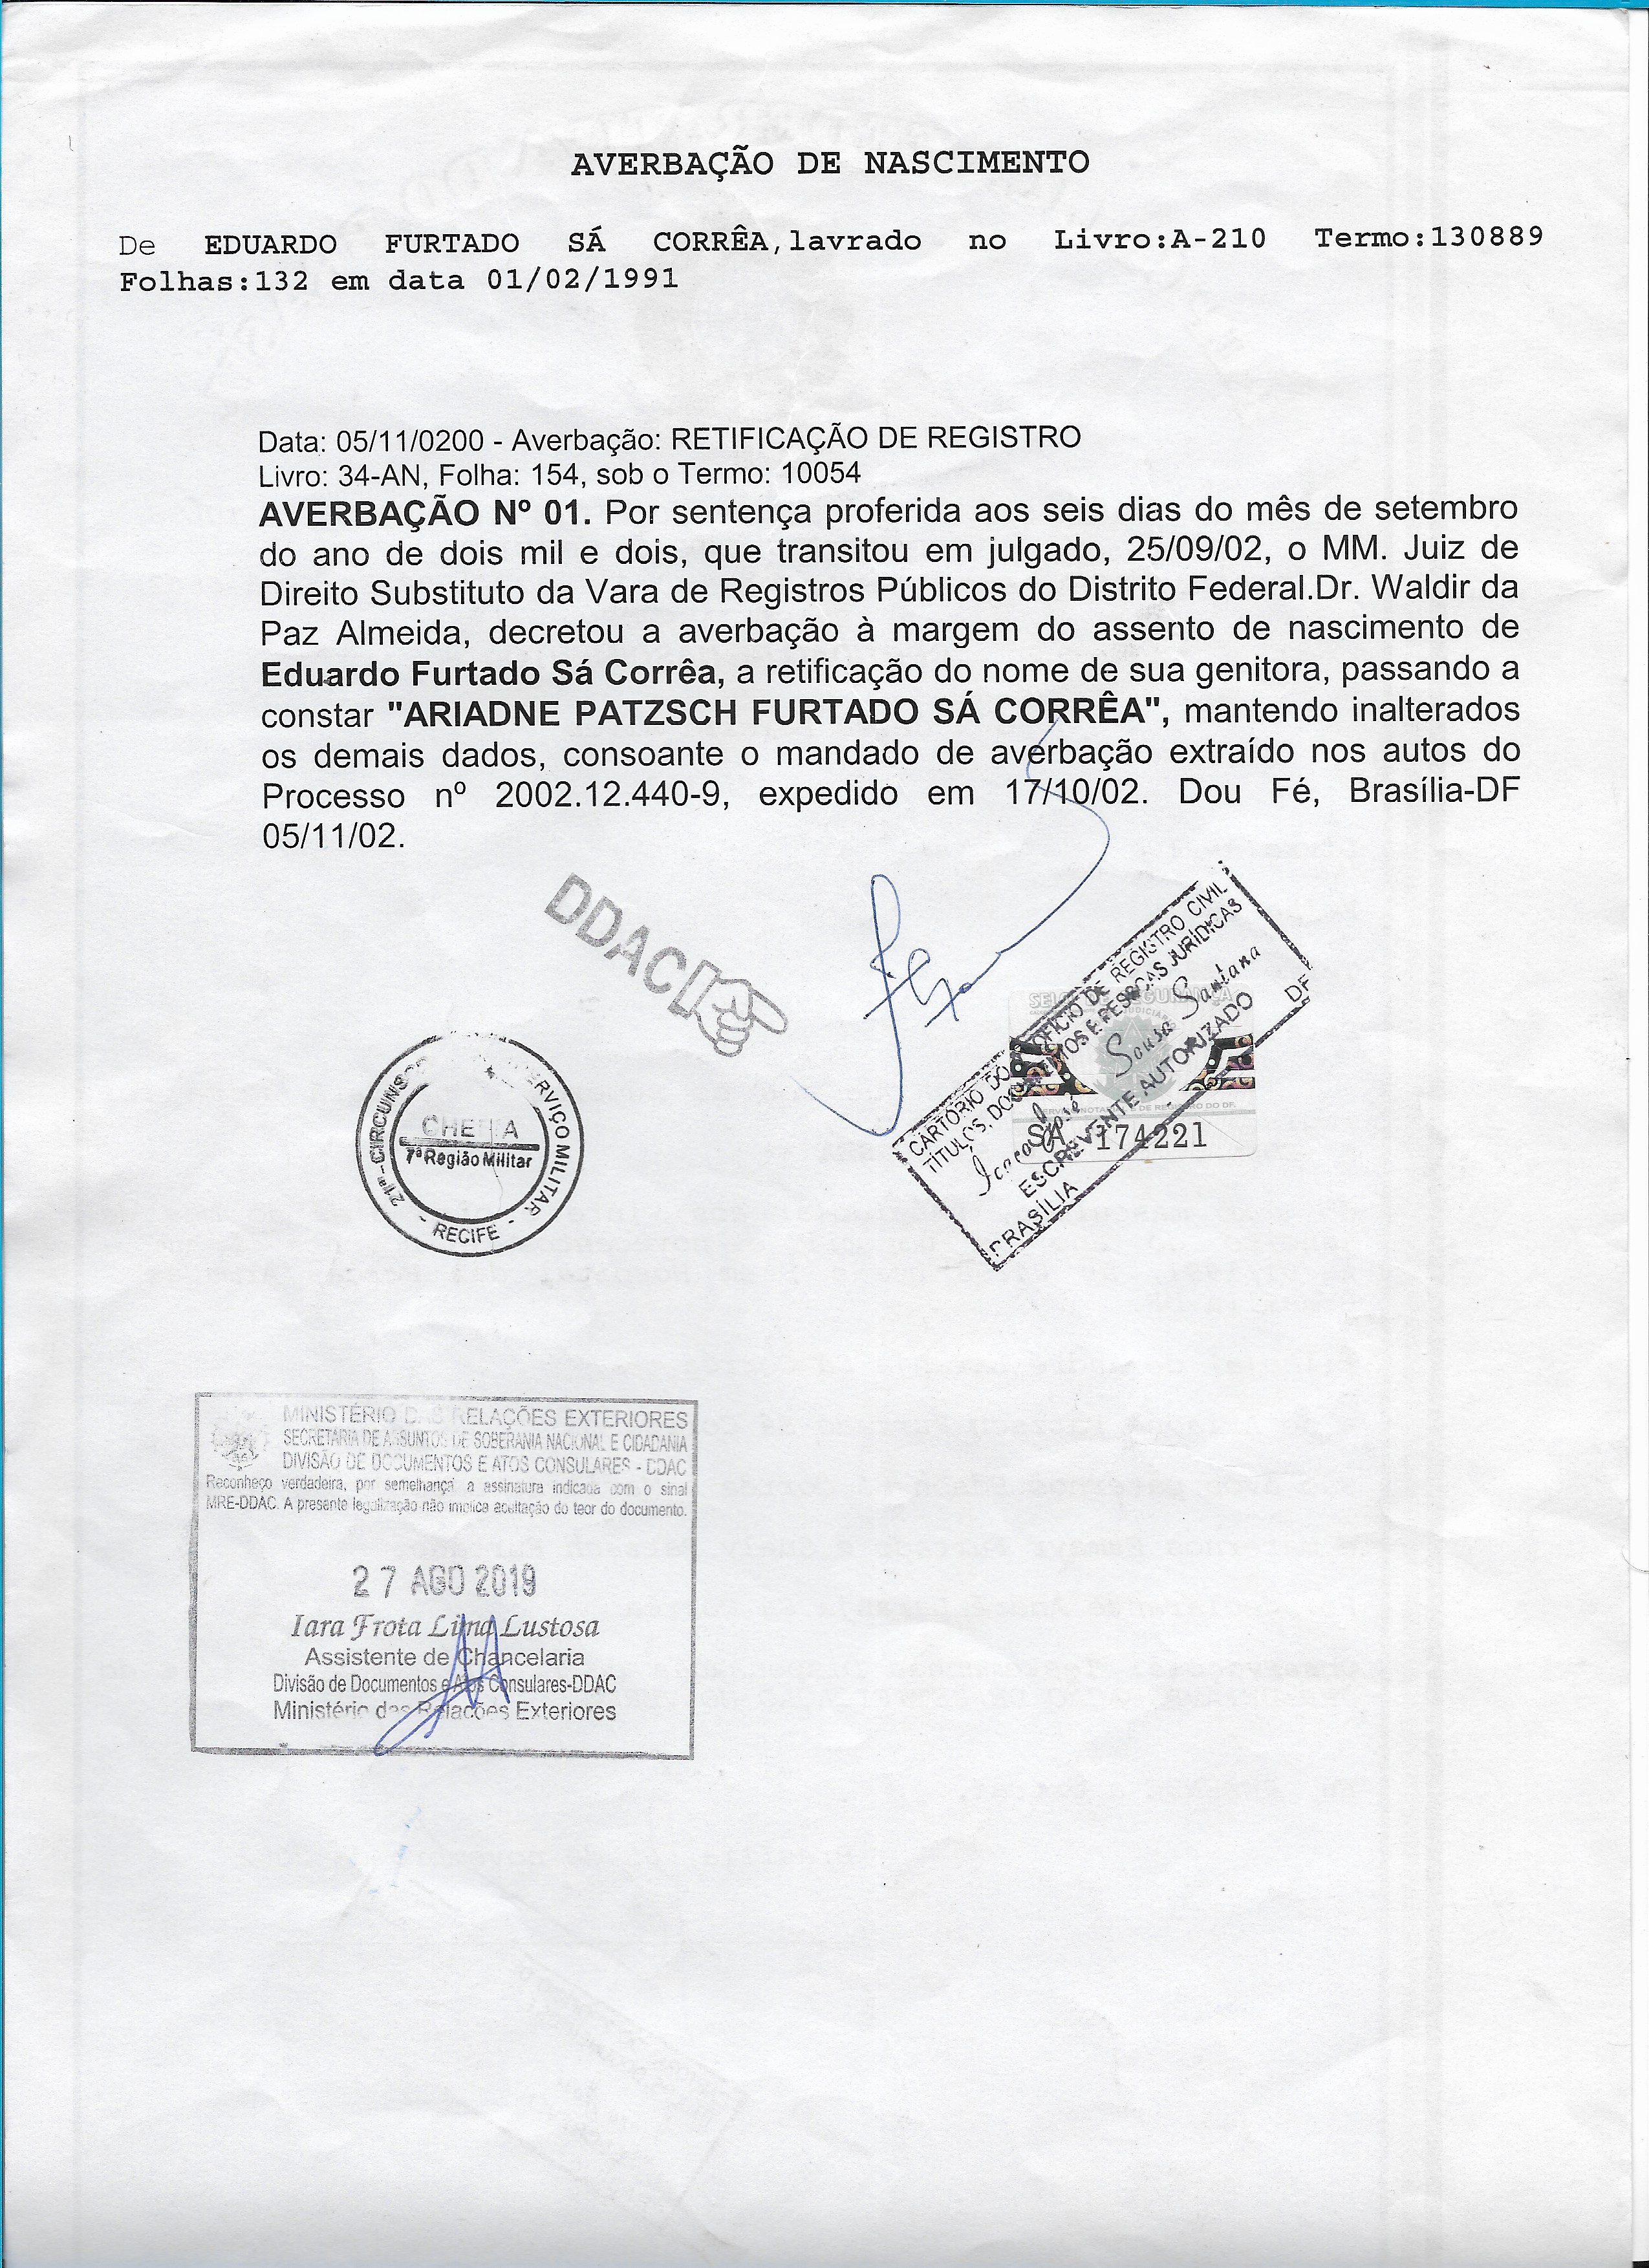 AVERBAÇÃO DE NASCIMENTO
De EDUARDO FURTADO SÁ CORRÊA,lavrado no Livro:A-210 Termo:130889
Folhas:132 em data 01/02/1991
Data: 05/11/0200 - Averbação: RETIFICAÇÃO DE REGISTRO
Livro: 34-AN, Folha: 154, sob o Termo: 10054
AVERBAÇÃO Nº 01. Por sentença proferida aos seis dias do mês de setembro
do ano de dois mil e dois, que transitou em julgado, 25/09/02, o MM. Juiz de
Direito Substituto da Vara de Registros Públicos do Distrito Federal.Dr. Waldir da
Paz Almeida, decretou a averbação à margem do assento de nascimento de
Eduardo Furtado Sá Corrêa, a retificação do nome de sua genitora, passando a
constar "ARIADNE PATZSCH FURTADO SÁ CORRÊA", mantendo inalterados
os demais dados, consoante o mandado de averbação extraído nos autos do
Processo nº 2002.12.440-9, expedido em 17/10/02. Dou Fé, Brasília-DF
05/11/02.
DDAC
CARTÓRIO DO OFÍCIO DE REGISTRO CIVIL
TÍTULOS, DOCUMENTOS E PESSOAS JURÍDICAS
Sousa Santana
ESCREVENTE AUTORIZADO
BRASÍLIA DF
SELO DE SEGURANÇA
174221
SERVIÇO MILITAR
7ª Região Militar
- RECIFE -
MINISTÉRIO DAS RELAÇÕES EXTERIORES
SECRETARIA DE ASSUNTOS DE SOBERANIA NACIONAL E CIDADANIA
DIVISÃO DE DOCUMENTOS E ATOS CONSULARES - DDAC
Reconheço verdadeira, por semelhança, a assinatura indicada com o sinal
MRE-DDAC. A presente legalização não implica aceitação do teor do documento.
27 AGO 2019
Iara Frota Lima Lustosa
Assistente de Chancelaria
Divisão de Documentos e Atos Consulares-DDAC
Ministério das Relações Exteriores